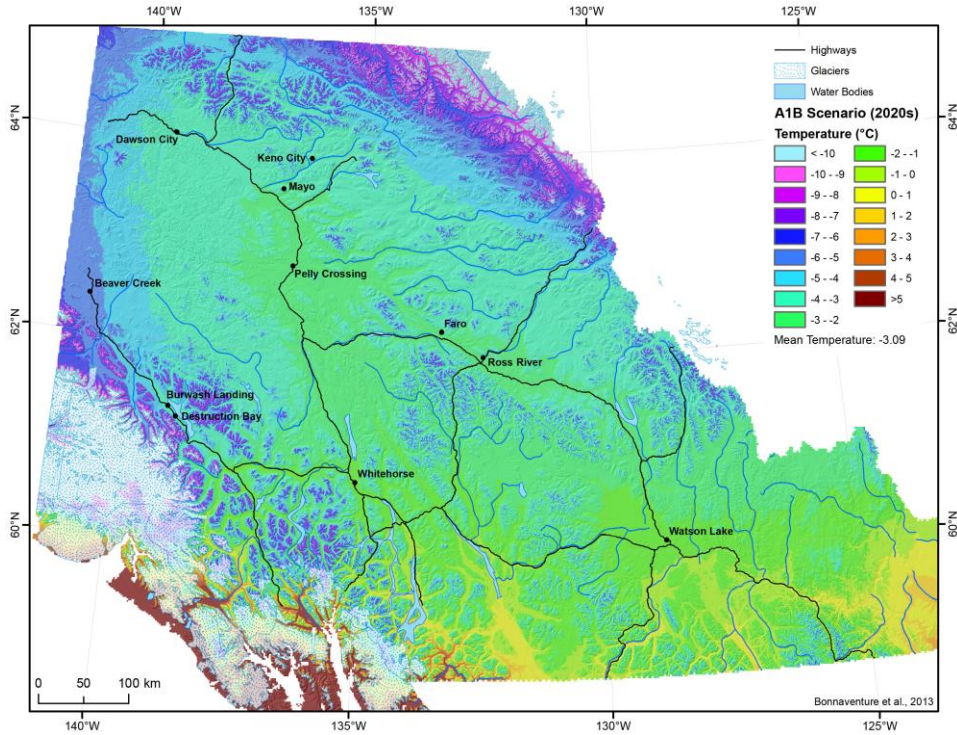 140°W 135°W 130°W 125°W
Highways
Glaciers
Water Bodies
A1B Scenario (2020s)
Temperature (°C)
< -10 -2 - -1
-10 - -9 -1 - 0
-9 - -8 0 - 1
-8 - -7 1 - 2
-7 - -6 2 - 3
-6 - -5 3 - 4
-5 - -4 4 - 5
-4 - -3 >5
-3 - -2
Mean Temperature: -3.09
64°N 64°N
Dawson City
Keno City
Mayo
Pelly Crossing
Beaver Creek
62°N 62°N
Faro
Ross River
Burwash Landing
Destruction Bay
Whitehorse
60°N 60°N
Watson Lake
0 50 100 km
Bonnaventure et al., 2013
140°W 135°W 130°W 125°W